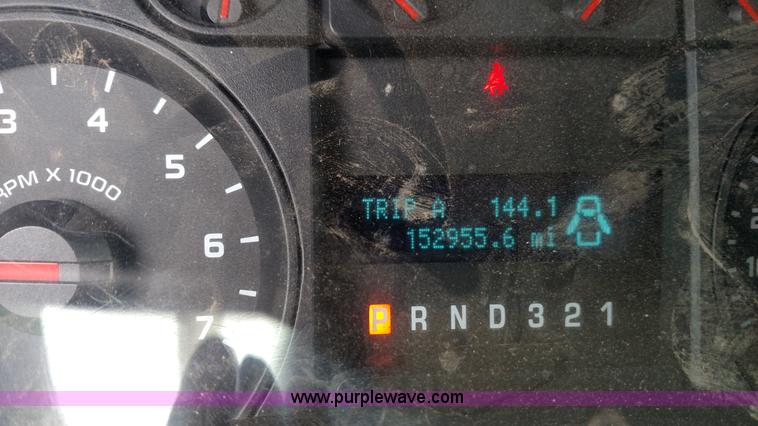 3 4 5 6 7
RPM X 1000
TRIP A 144.1
152955.6 mi
P R N D 3 2 1
www.purplewave.com